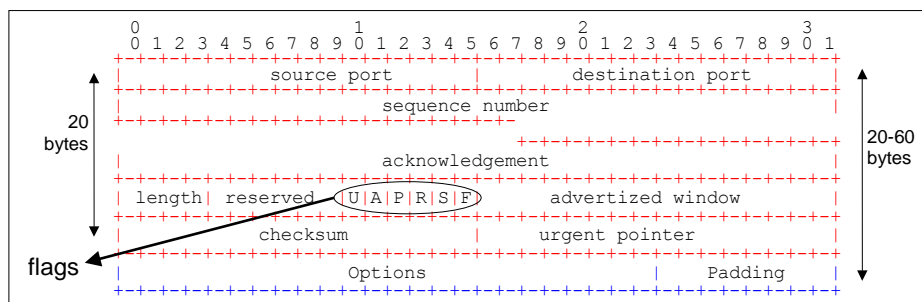 0 1 2 3
0 1 2 3 4 5 6 7 8 9 0 1 2 3 4 5 6 7 8 9 0 1 2 3 4 5 6 7 8 9 0 1
+-+-+-+-+-+-+-+-+-+-+-+-+-+-+-+-+-+-+-+-+-+-+-+-+-+-+-+-+-+-+-+-+
| source port | destination port |
+-+-+-+-+-+-+-+-+-+-+-+-+-+-+-+-+-+-+-+-+-+-+-+-+-+-+-+-+-+-+-+-+
| sequence number |
+-+-+-+-+-+-+-+-+-+-+-+-+-+-+-+-+-+-+-+-+-+-+-+-+-+-+-+-+-+-+-+-+
| acknowledgement |
+-+-+-+-+-+-+-+-+-+-+-+-+-+-+-+-+-+-+-+-+-+-+-+-+-+-+-+-+-+-+-+-+
| length| reserved |U|A|P|R|S|F| advertized window |
+-+-+-+-+-+-+-+-+-+-+-+-+-+-+-+-+-+-+-+-+-+-+-+-+-+-+-+-+-+-+-+-+
| checksum | urgent pointer |
+-+-+-+-+-+-+-+-+-+-+-+-+-+-+-+-+-+-+-+-+-+-+-+-+-+-+-+-+-+-+-+-+
| Options | Padding |
+-+-+-+-+-+-+-+-+-+-+-+-+-+-+-+-+-+-+-+-+-+-+-+-+-+-+-+-+-+-+-+-+
20
bytes
20-60
bytes
flags